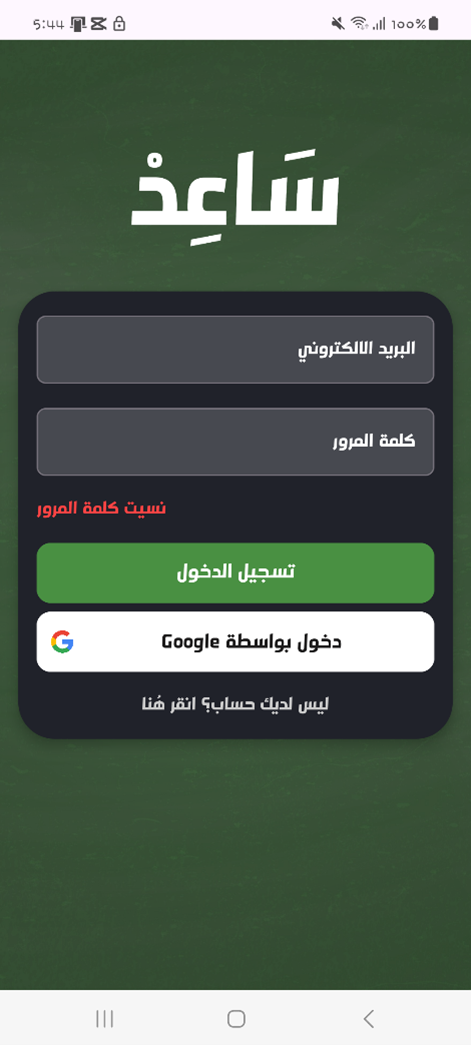 5:44
100%
سَاعِدْ
البريد الالكتروني
كلمة المرور
نسيت كلمة المرور
تسجيل الدخول
دخول بواسطة Google
ليس لديك حساب؟ انقر هُنا